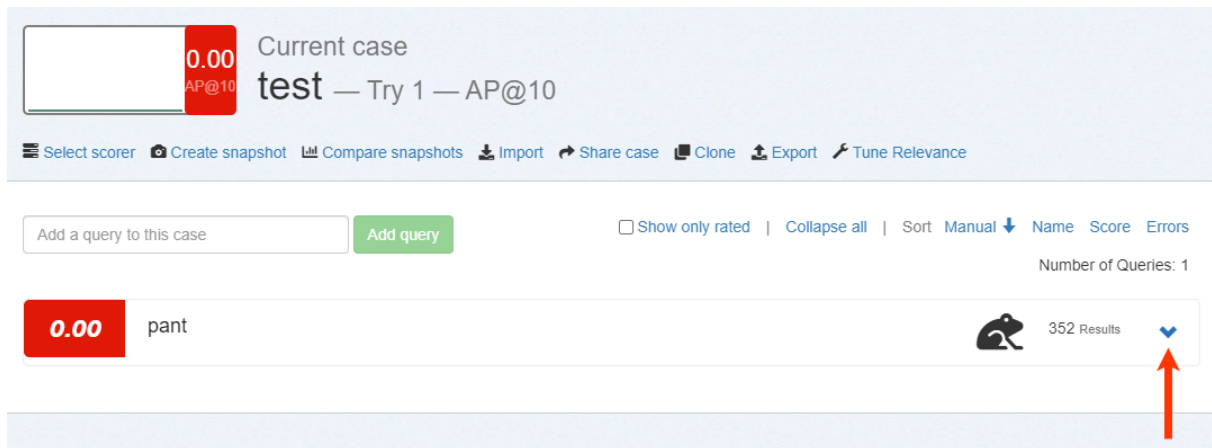 0.00
AP@10
Current case
test — Try 1 — AP@10
Select scorer Create snapshot Compare snapshots Import Share case Clone Export Tune Relevance
Add a query to this case Add query Show only rated | Collapse all | Sort Manual Name Score Errors
Number of Queries: 1
0.00 pant 352 Results